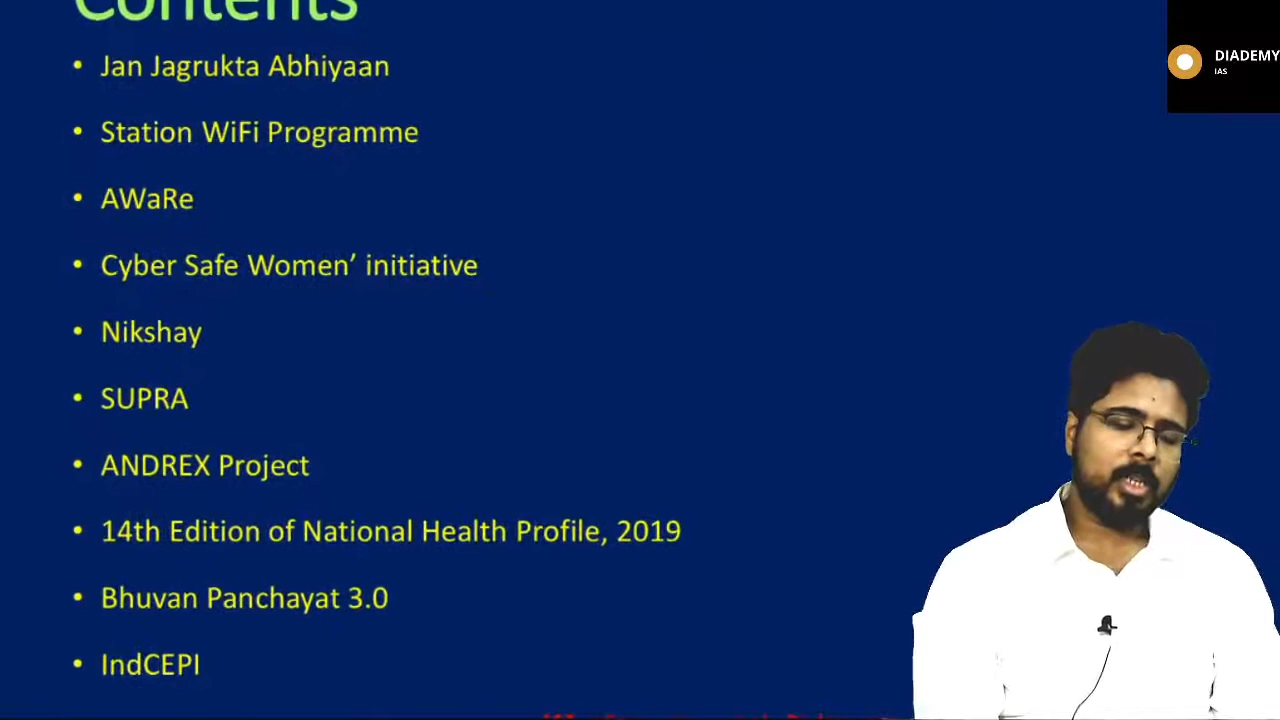 Contents
DIADEMY
IAS
• Jan Jagrukta Abhiyaan
• Station WiFi Programme
• AWaRe
• Cyber Safe Women’ initiative
• Nikshay
• SUPRA
• ANDREX Project
• 14th Edition of National Health Profile, 2019
• Bhuvan Panchayat 3.0
• IndCEPI